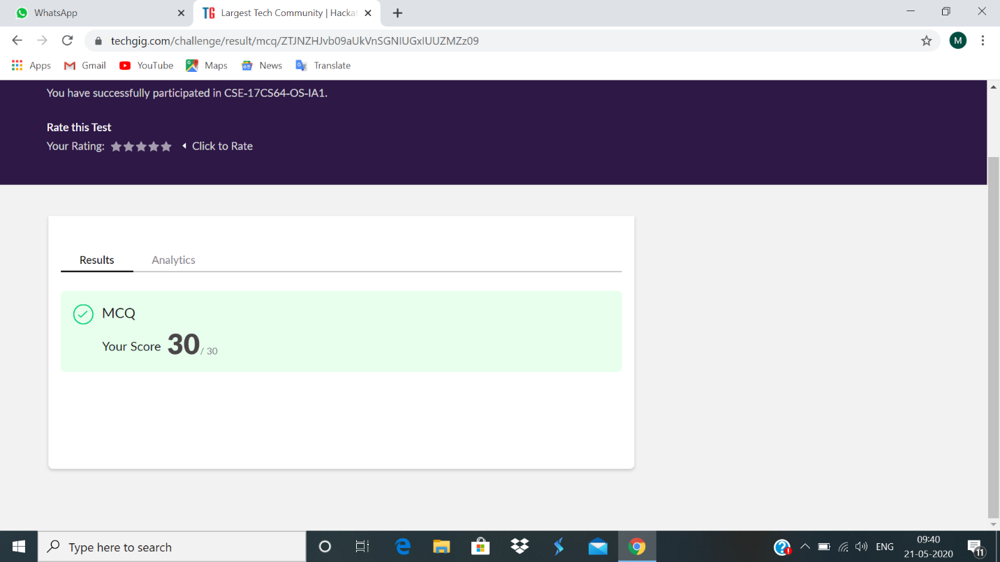 WhatsApp
TG Largest Tech Community | Hacka
techgig.com/challenge/result/mcq/ZTJNZHJvb09aUkVnSGNIUGxIUUZMZz09
M
Apps Gmail YouTube Maps News Translate
You have successfully participated in CSE-17CS64-OS-IA1.
Rate this Test
Your Rating: Click to Rate
Results Analytics
MCQ
Your Score 30 / 30
Type here to search
ENG
09:40
21-05-2020
11